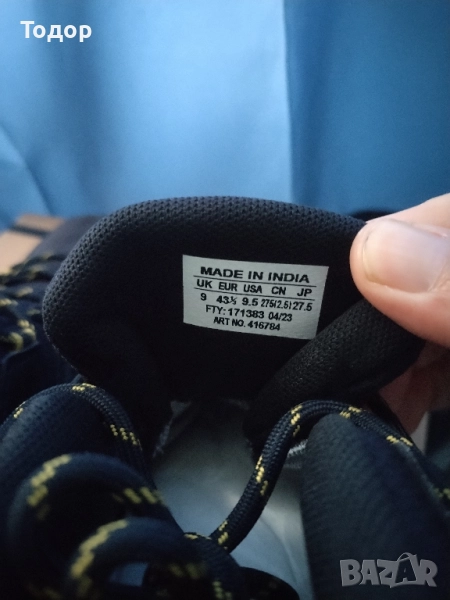 Тодор
MADE IN INDIA
UK EUR USA CN JP
9 43⅓ 9.5 275(2.5) 27.5
FTY: 171383 04/23
ART NO. 416784
BAZAR